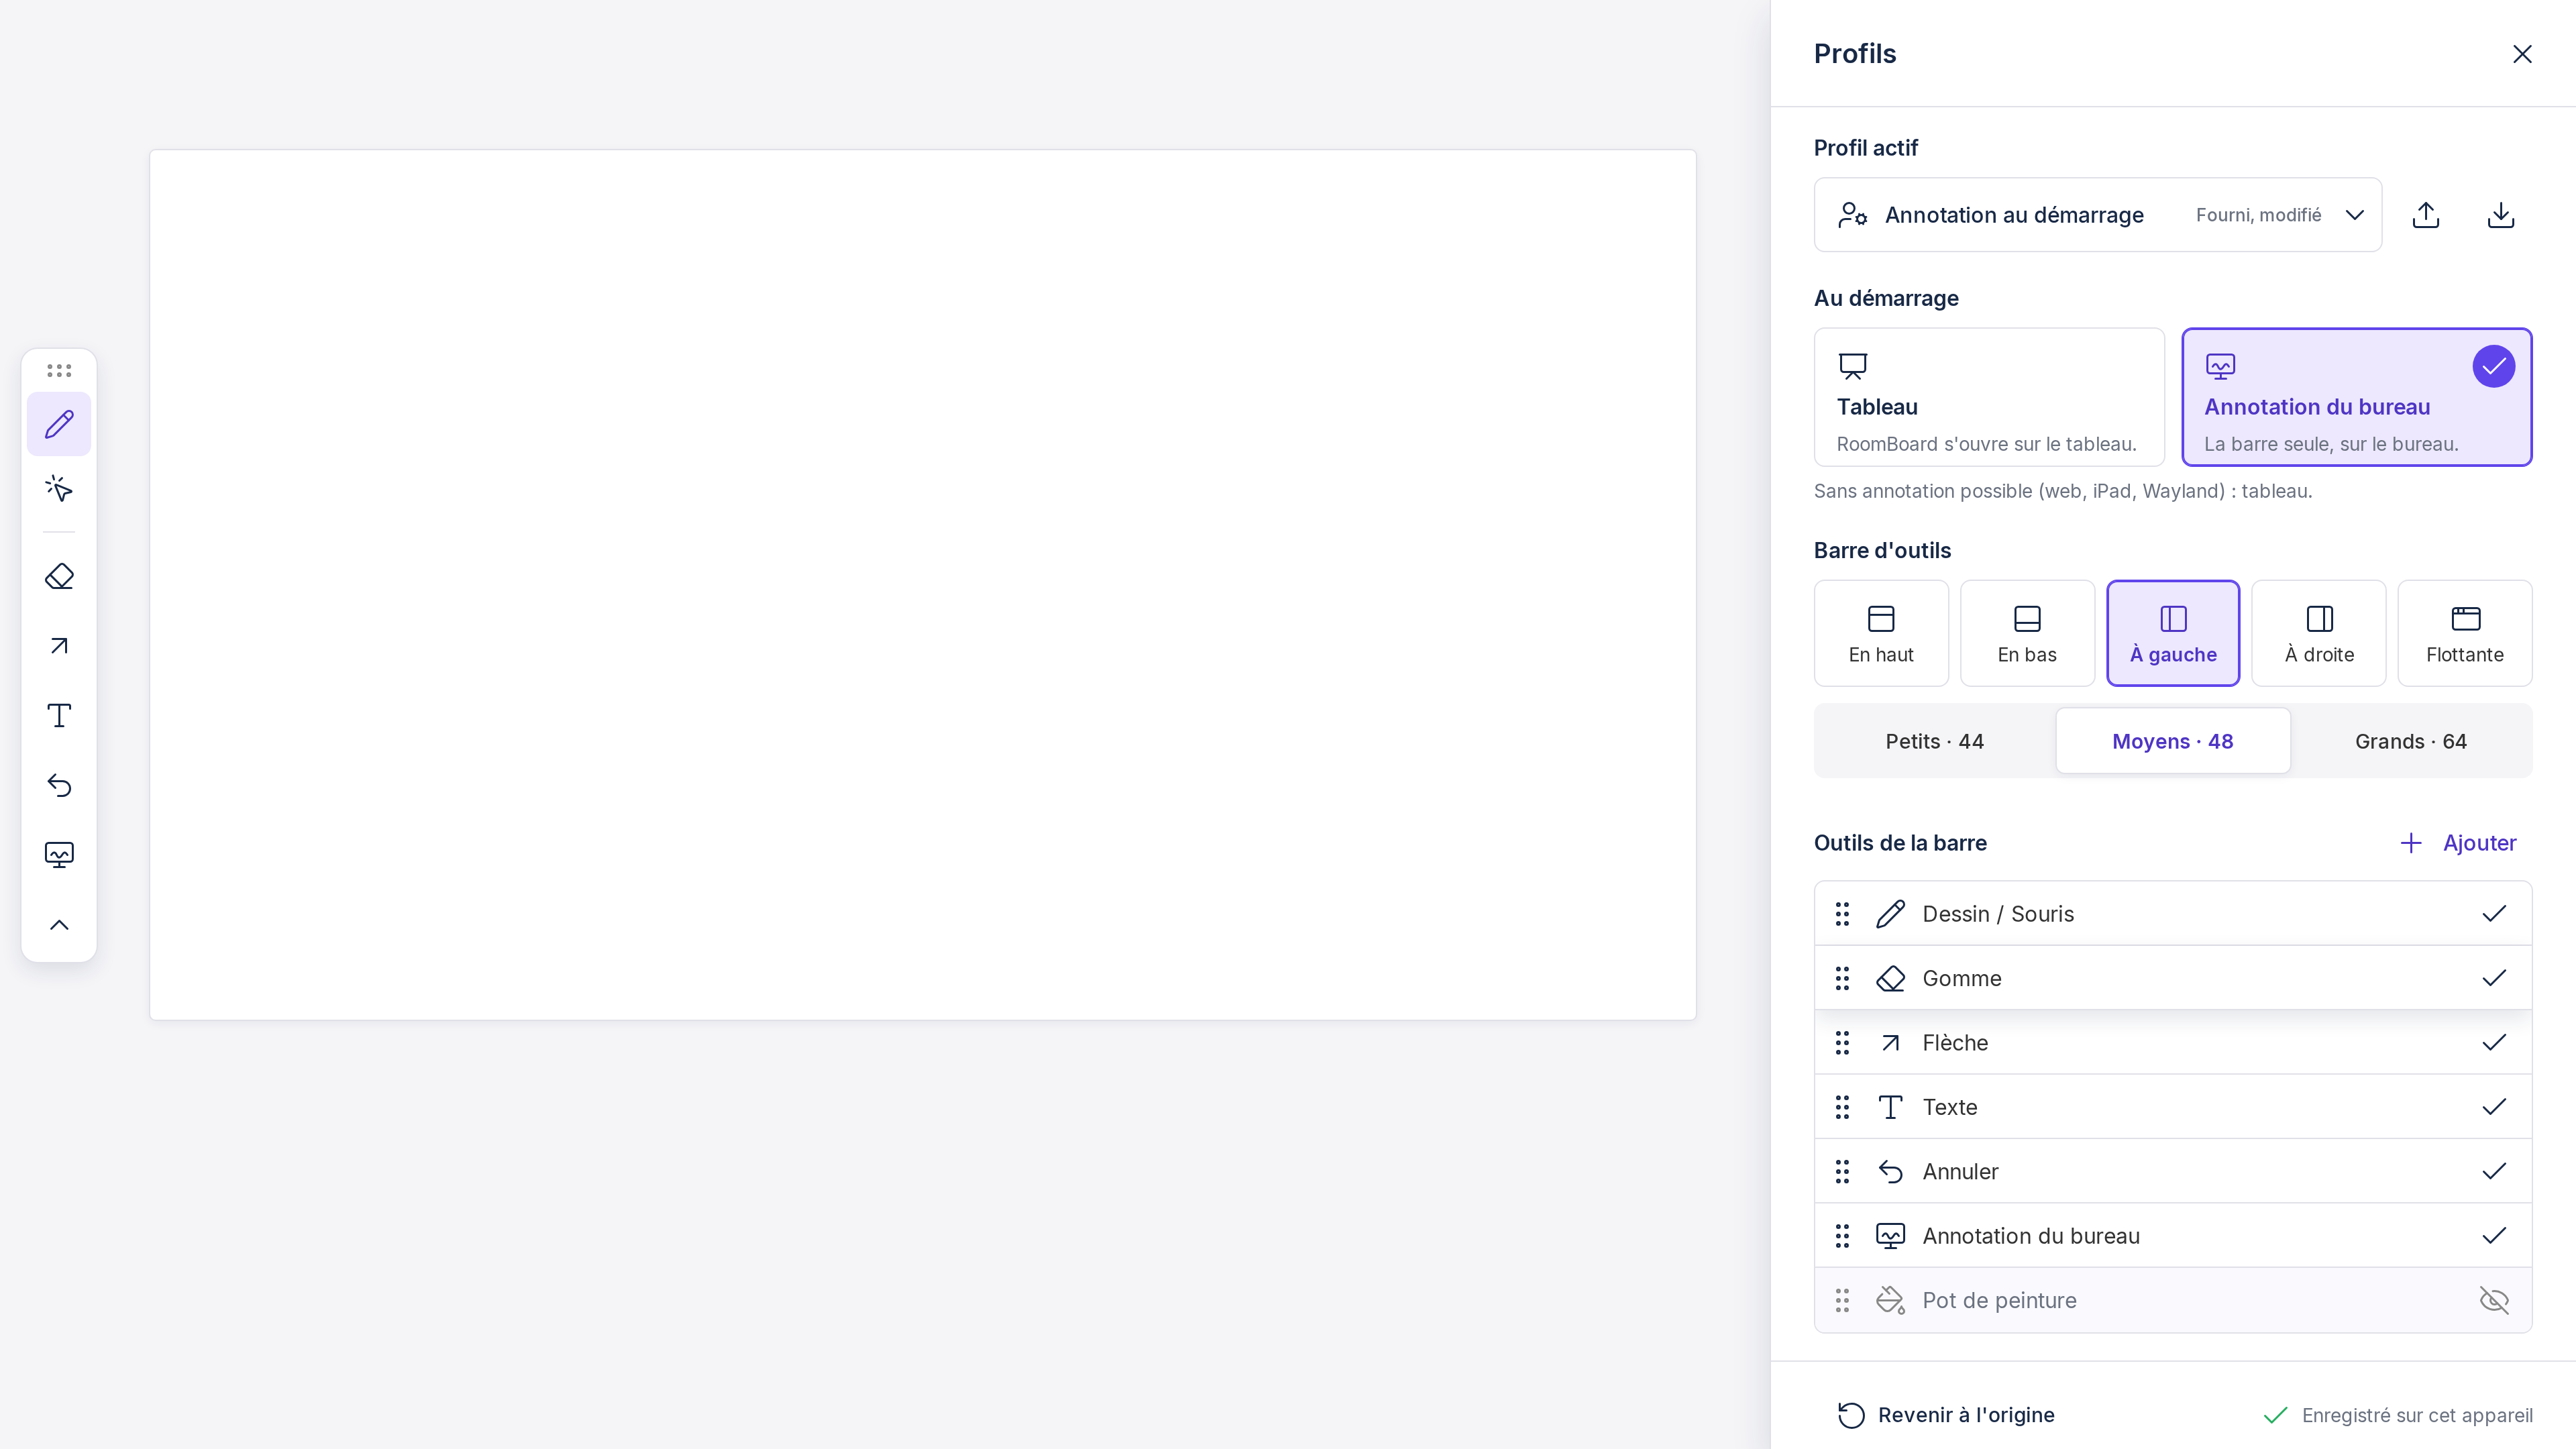 Profils
Profil actif
Annotation au démarrage
Fourni, modifié
Au démarrage
Tableau
RoomBoard s'ouvre sur le tableau.
Annotation du bureau
La barre seule, sur le bureau.
Sans annotation possible (web, iPad, Wayland) : tableau.
Barre d'outils
En haut
En bas
À gauche
À droite
Flottante
Petits · 44
Moyens · 48
Grands · 64
Outils de la barre
Ajouter
Dessin / Souris
Gomme
Flèche
Texte
Annuler
Annotation du bureau
Pot de peinture
Revenir à l'origine
Enregistré sur cet appareil